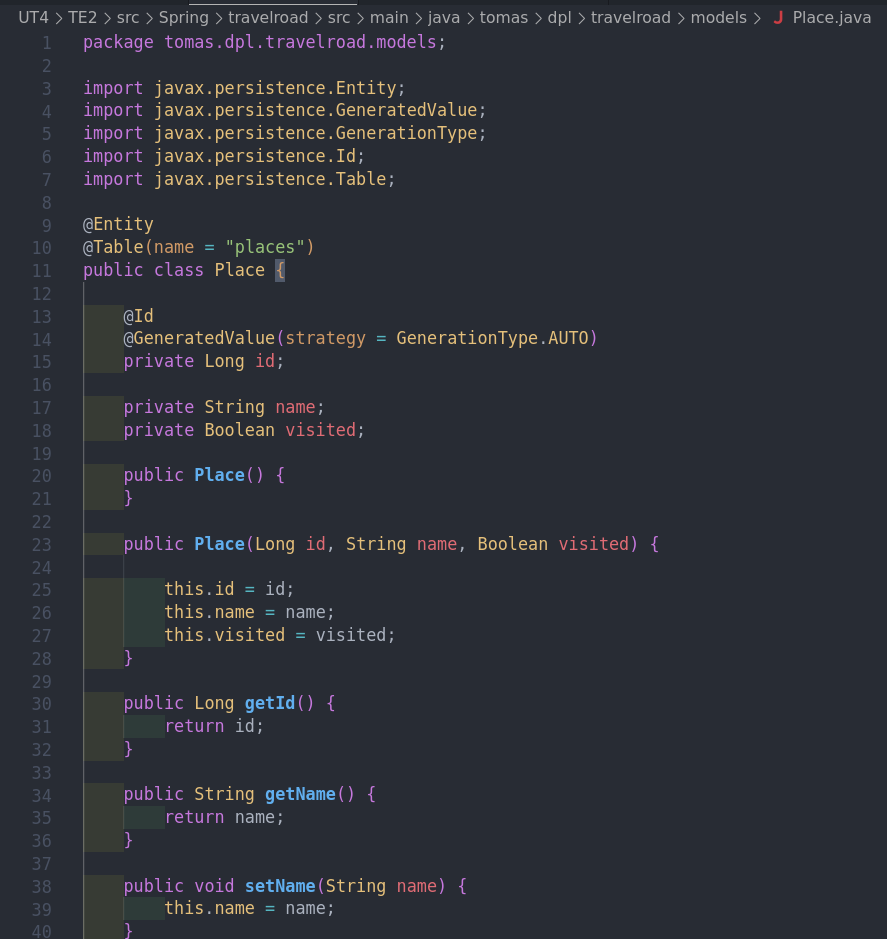 UT4 > TE2 > src > Spring > travelroad > src > main > java > tomas > dpl > travelroad > models > J Place.java
1 package tomas.dpl.travelroad.models;
2
3 import javax.persistence.Entity;
4 import javax.persistence.GeneratedValue;
5 import javax.persistence.GenerationType;
6 import javax.persistence.Id;
7 import javax.persistence.Table;
8
9 @Entity
10 @Table(name = "places")
11 public class Place {
12
13     @Id
14     @GeneratedValue(strategy = GenerationType.AUTO)
15     private Long id;
16
17     private String name;
18     private Boolean visited;
19
20     public Place() {
21     }
22
23     public Place(Long id, String name, Boolean visited) {
24
25         this.id = id;
26         this.name = name;
27         this.visited = visited;
28     }
29
30     public Long getId() {
31         return id;
32     }
33
34     public String getName() {
35         return name;
36     }
37
38     public void setName(String name) {
39         this.name = name;
40     }